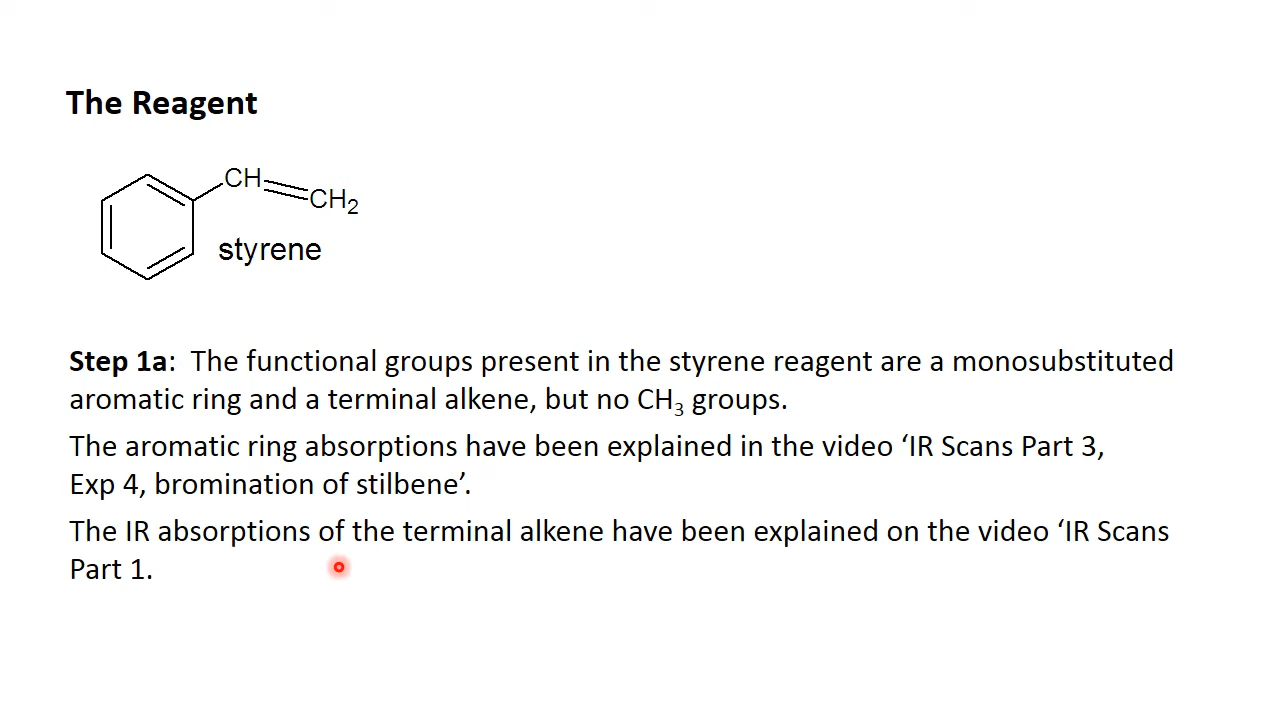 The Reagent
CH
CH2
styrene
Step 1a:  The functional groups present in the styrene reagent are a monosubstituted
aromatic ring and a terminal alkene, but no CH3 groups.
The aromatic ring absorptions have been explained in the video ‘IR Scans Part 3,
Exp 4, bromination of stilbene’.
The IR absorptions of the terminal alkene have been explained on the video ‘IR Scans
Part 1.